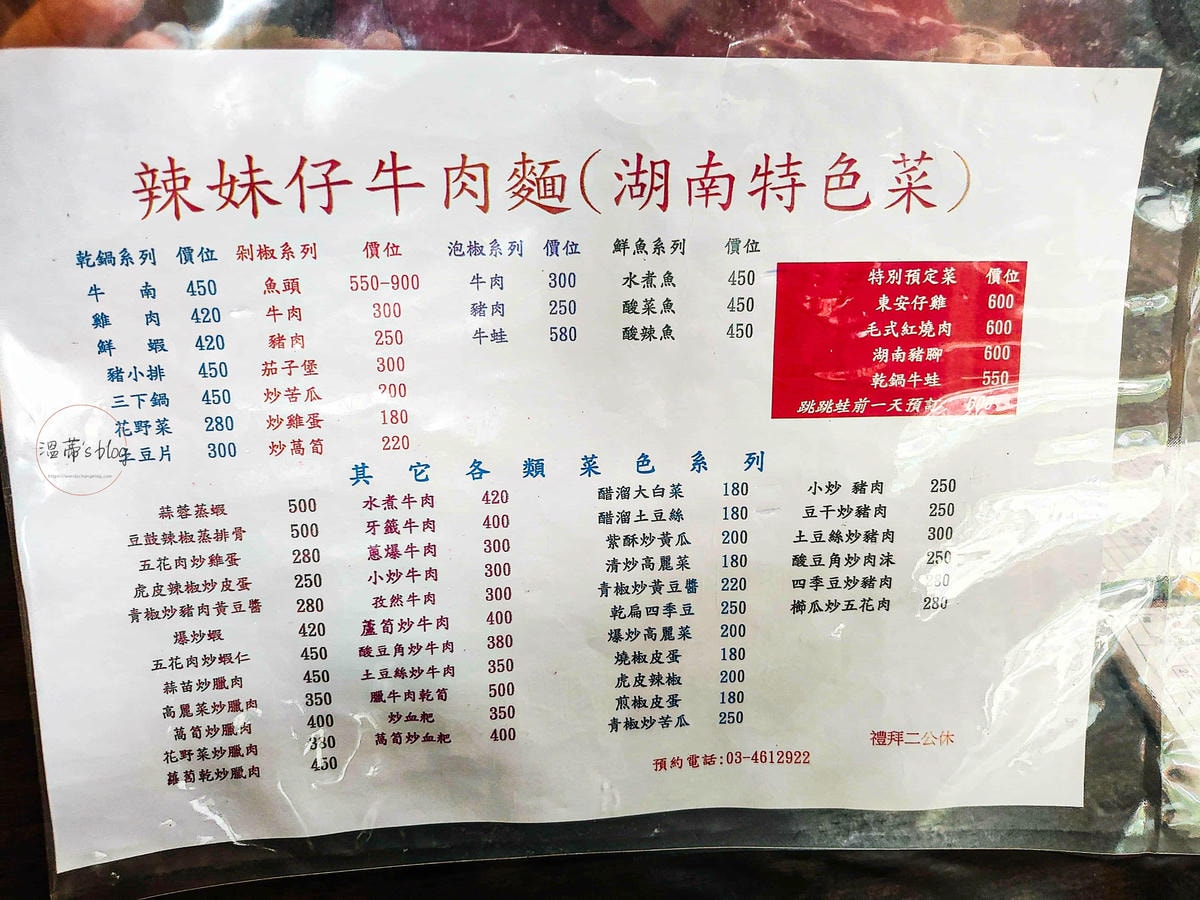 辣妹仔牛肉麵(湖南特色菜)
乾鍋系列 價位
牛 南 450
雞 肉 420
鮮 蝦 420
豬小排 450
三下鍋 450
花野菜 280
土豆片 300
剁椒系列 價位
魚頭 550-900
牛肉 300
豬肉 250
茄子堡 300
炒苦瓜 200
炒雞蛋 180
炒萵筍 220
泡椒系列 價位
牛肉 300
豬肉 250
牛蛙 580
鮮魚系列 價位
水煮魚 450
酸菜魚 450
酸辣魚 450
特別預定菜 價位
東安仔雞 600
毛式紅燒肉 600
湖南豬腳 600
乾鍋牛蛙 550
跳跳蛙前一天預訂
其它各類菜色系列
蒜蓉蒸蝦 500
豆鼓辣椒蒸排骨 500
五花肉炒雞蛋 280
虎皮辣椒炒皮蛋 250
青椒炒豬肉黃豆醬 280
爆炒蝦 420
五花肉炒蝦仁 450
蒜苗炒臘肉 450
高麗菜炒臘肉 350
萵筍炒臘肉 400
花野菜炒臘肉 380
蘿蔔乾炒臘肉 450
水煮牛肉 420
牙籤牛肉 400
蔥爆牛肉 300
小炒牛肉 300
孜然牛肉 300
蘆筍炒牛肉 400
酸豆角炒牛肉 380
土豆絲炒牛肉 350
臘牛肉乾筍 500
炒血粑 350
萵筍炒血粑 400
醋溜大白菜 180
醋溜土豆絲 180
紫酥炒黃瓜 200
清炒高麗菜 180
青椒炒黃豆醬 220
乾扁四季豆 250
爆炒高麗菜 200
燒椒皮蛋 180
虎皮辣椒 200
煎椒皮蛋 180
青椒炒苦瓜 250
小炒 豬肉 250
豆干炒豬肉 250
土豆絲炒豬肉 300
酸豆角炒肉沫 250
四季豆炒豬肉 280
櫛瓜炒五花肉 280
禮拜二公休
預約電話:03-4612922
溫蒂's blog